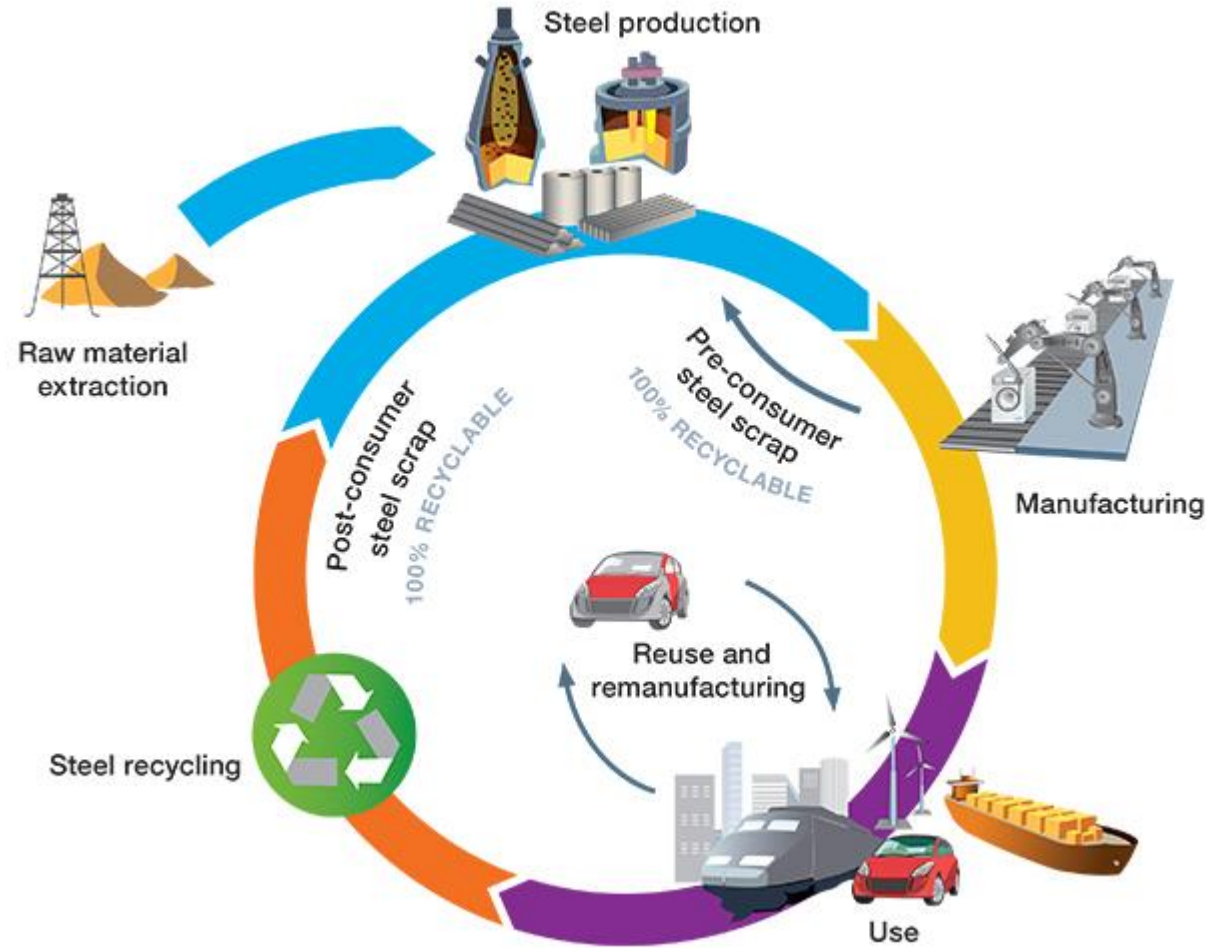 Steel production
Raw material
extraction
Pre-consumer
steel scrap
100% RECYCLABLE
Post-consumer
steel scrap
100% RECYCLABLE
Manufacturing
Reuse and
remanufacturing
Steel recycling
Use